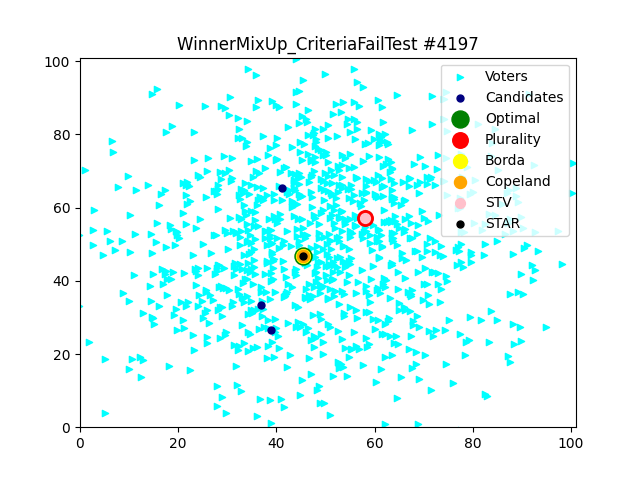 WinnerMixUp_CriteriaFailTest #4197
100
80
60
40
20
0
0 20 40 60 80 100
Voters
Candidates
Optimal
Plurality
Borda
Copeland
STV
STAR